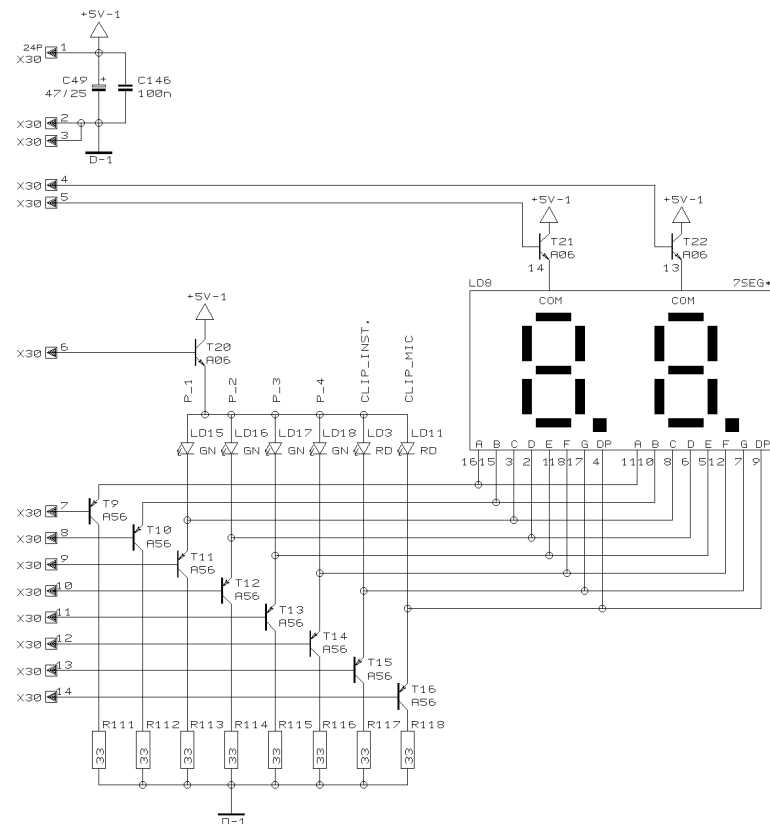 +5V-1
24P 1
X30
C49
47/25
+
C146
100n
X30 2
X30 3
D-1
X30 4
X30 5
+5V-1
+5V-1
T21
A06
T22
A06
14
13
LD8
7SEG*
COM
COM
+5V-1
X30 6
T20
A06
P_1
P_2
P_3
P_4
CLIP_INST.
CLIP_MIC
LD15
GN
LD16
GN
LD17
GN
LD18
GN
LD3
RD
LD11
RD
A B C D E F G DP
A B C D E F G DP
16 15 3 2 1 18 17 4
11 10 8 6 5 12 7 9
X30 7
T9
A56
X30 8
T10
A56
X30 9
T11
A56
X30 10
T12
A56
X30 11
T13
A56
X30 12
T14
A56
X30 13
T15
A56
X30 14
T16
A56
R111 R112 R113 R114 R115 R116 R117 R118
33 33 33 33 33 33 33 33
D-1